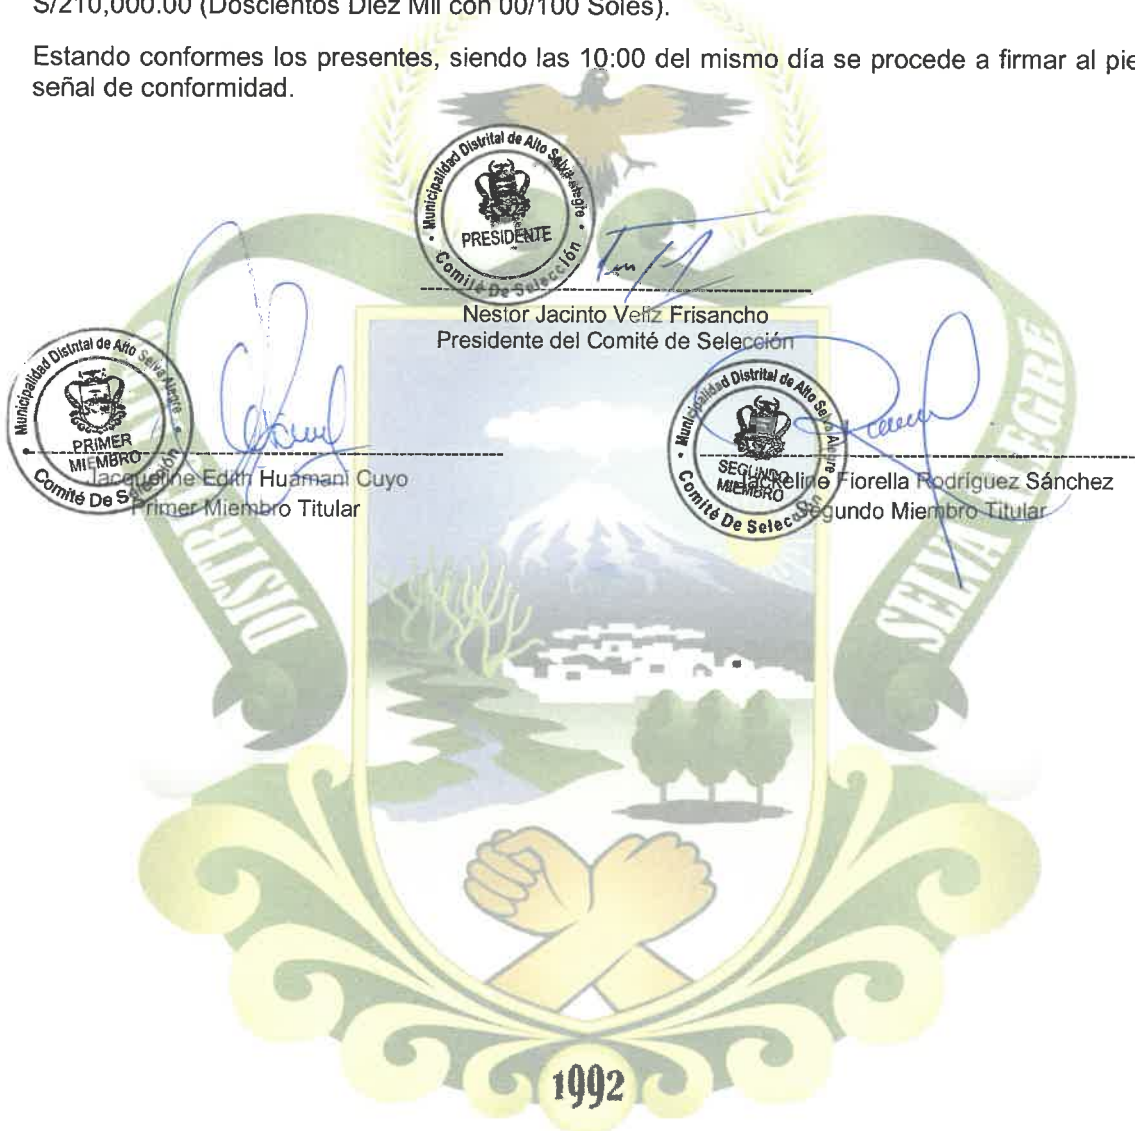 S/210,000.00 (Doscientos Diez Mil con 00/100 Soles).
Estando conformes los presentes, siendo las 10:00 del mismo día se procede a firmar al pie
señal de conformidad.
Municipalidad Distrital de Alto Selva Alegre
PRESIDENTE
Comité De Selección
Nestor Jacinto Veliz Frisancho
Presidente del Comité de Selección
Municipalidad Distrital de Alto Selva Alegre
PRIMER
MIEMBRO
Comité De Selección
Jacqueline Edith Huamani Cuyo
Primer Miembro Titular
Municipalidad Distrital de Alto Selva Alegre
SEGUNDO
MIEMBRO
Comité De Selección
Jackeline Fiorella Rodríguez Sánchez
Segundo Miembro Titular
DISTR
SELVA ALEGRE
1992